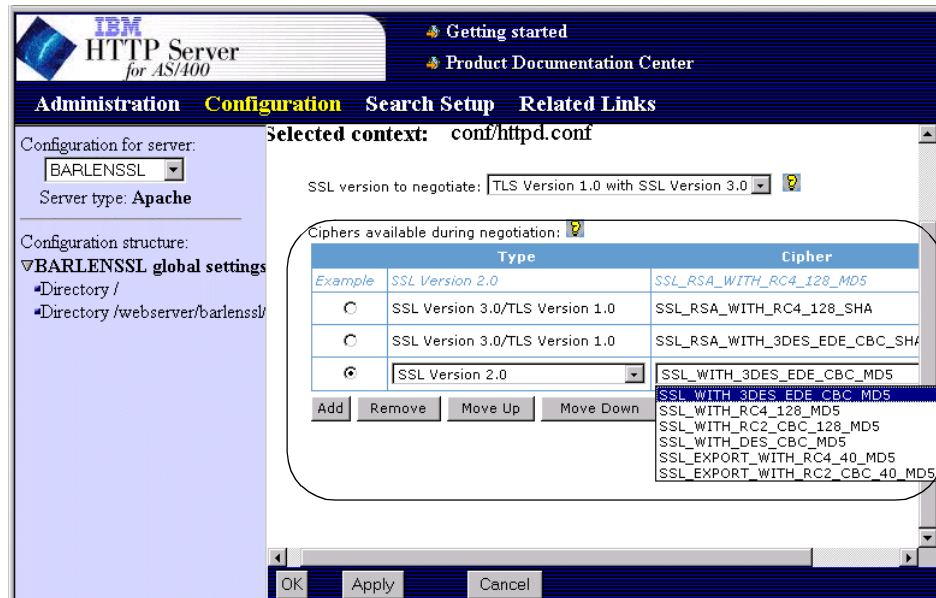 IBM
HTTP Server
for AS/400
Getting started
Product Documentation Center
Administration Configuration Search Setup Related Links
Configuration for server:
BARLENSSL
Server type: Apache
Configuration structure:
BARLENSSL global settings
Directory /
Directory /webserver/barlenssl/
Selected context: conf/httpd.conf
SSL version to negotiate: TLS Version 1.0 with SSL Version 3.0
Ciphers available during negotiation:
Type Cipher
Example SSL Version 2.0 SSL_RSA_WITH_RC4_128_MD5
SSL Version 3.0/TLS Version 1.0 SSL_RSA_WITH_RC4_128_SHA
SSL Version 3.0/TLS Version 1.0 SSL_RSA_WITH_3DES_EDE_CBC_SHA
SSL Version 2.0 SSL_WITH_3DES_EDE_CBC_MD5
SSL_WITH_3DES_EDE_CBC_MD5
SSL_WITH_RC4_128_MD5
SSL_WITH_RC2_CBC_128_MD5
SSL_WITH_DES_CBC_MD5
SSL_EXPORT_WITH_RC4_40_MD5
SSL_EXPORT_WITH_RC2_CBC_40_MD5
Add Remove Move Up Move Down
OK Apply Cancel